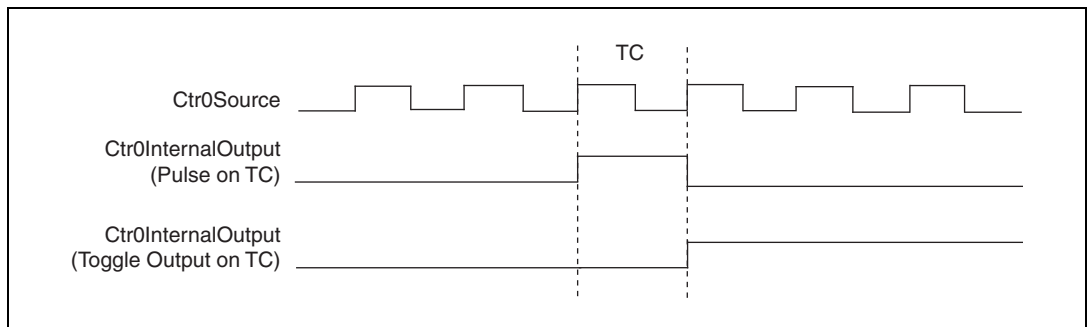 TC
Ctr0Source
Ctr0InternalOutput
(Pulse on TC)
Ctr0InternalOutput
(Toggle Output on TC)